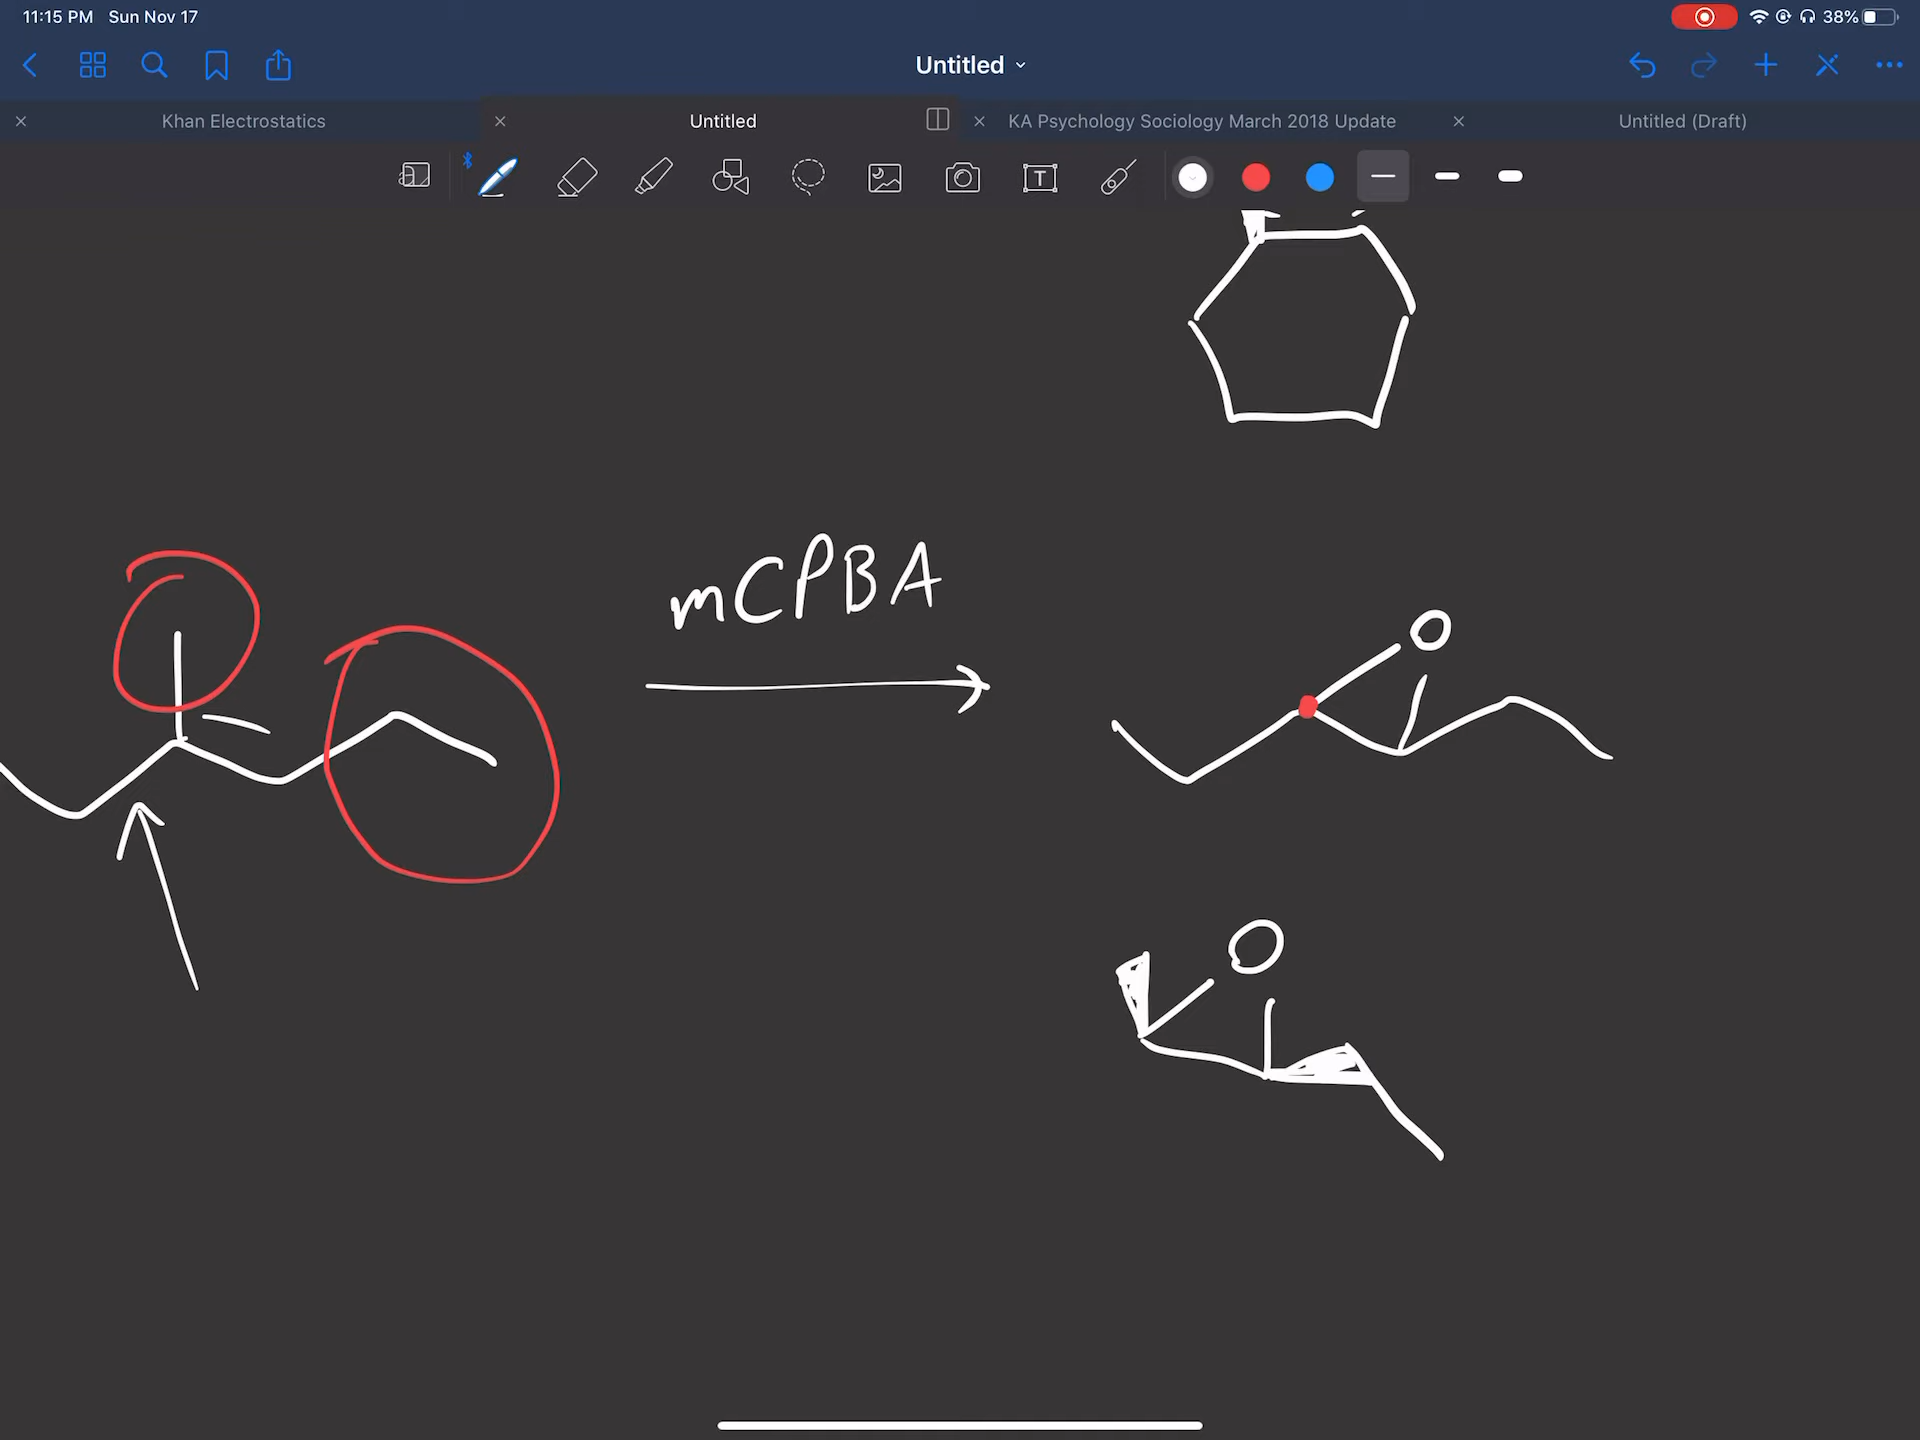 11:15 PM Sun Nov 17 38%
Untitled
Khan Electrostatics Untitled KA Psychology Sociology March 2018 Update Untitled (Draft)
T
mCPBA
O
O